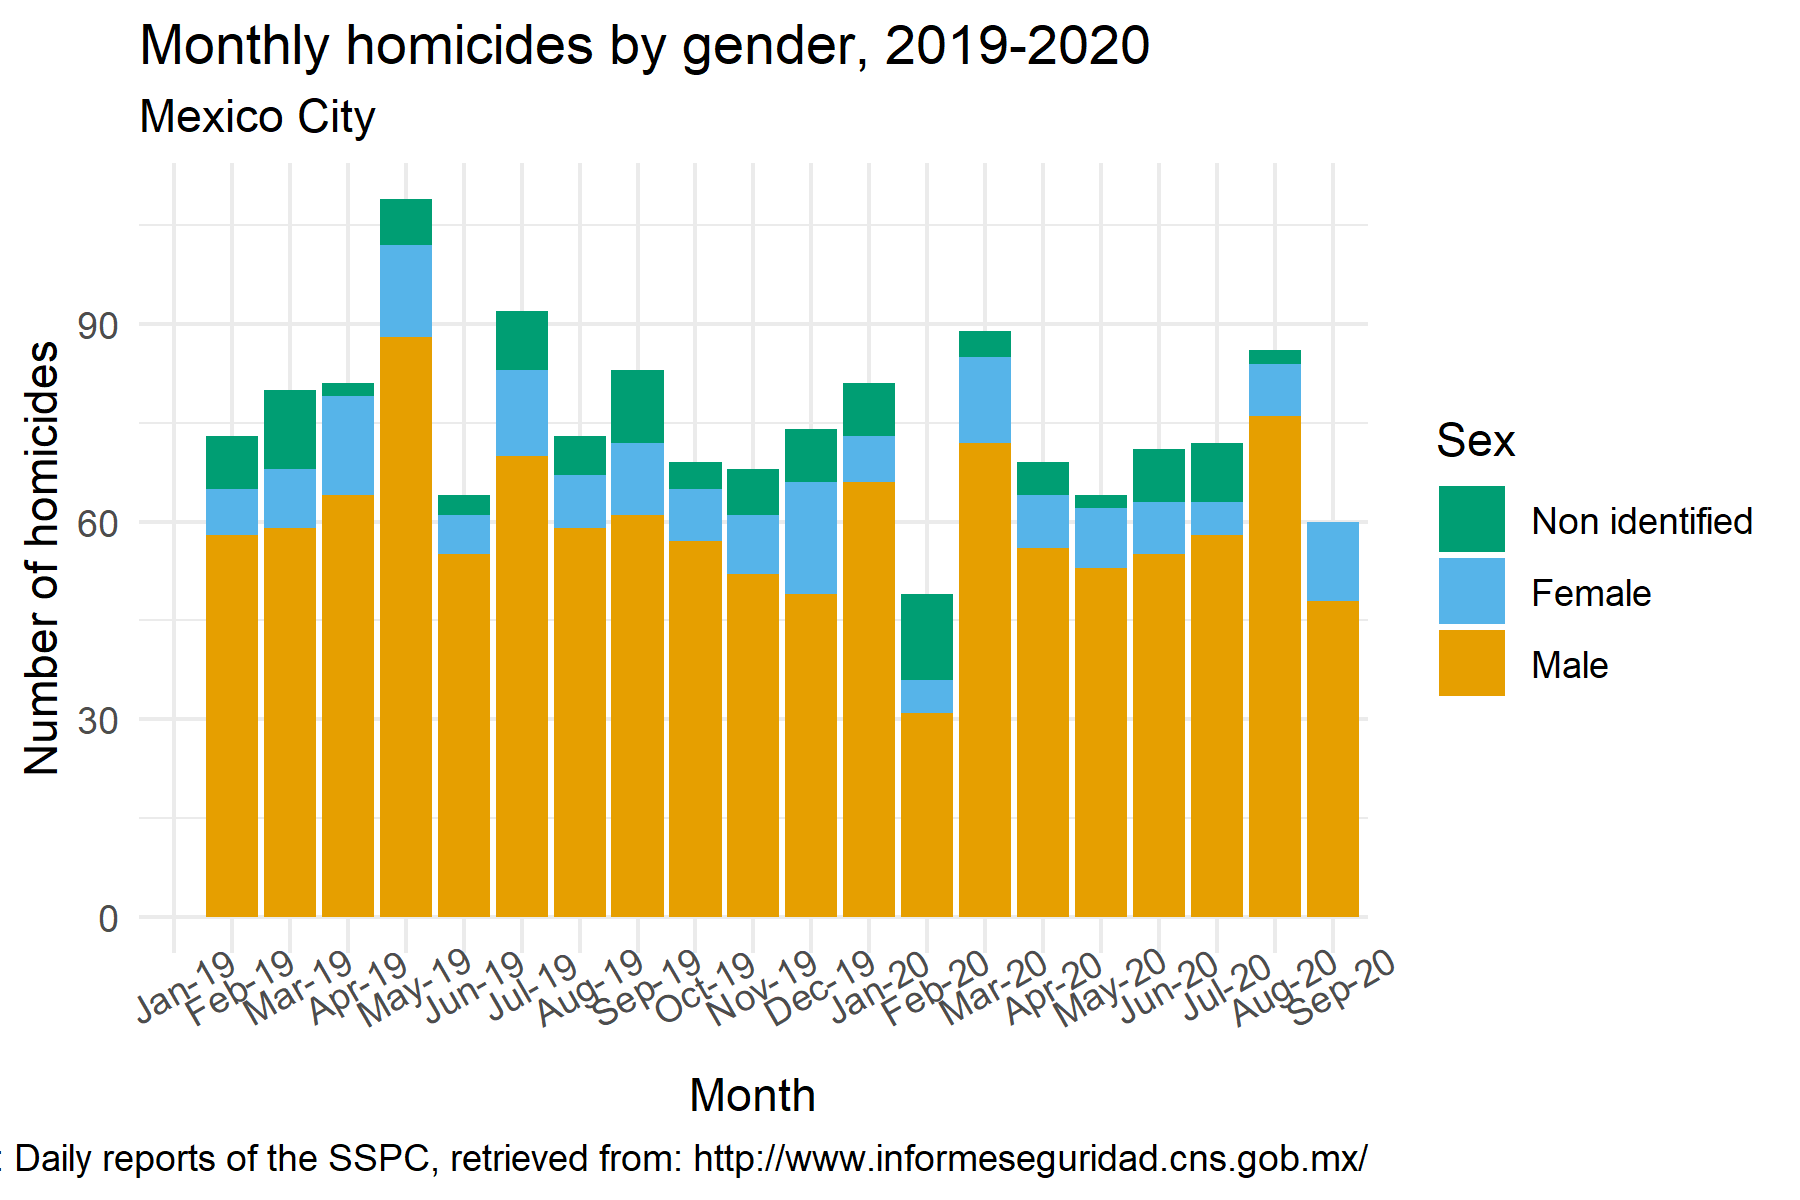 Monthly homicides by gender, 2019-2020
Mexico City
Number of homicides
90
60
30
0
Jan-19
Feb-19
Mar-19
Apr-19
May-19
Jun-19
Jul-19
Aug-19
Sep-19
Oct-19
Nov-19
Dec-19
Jan-20
Feb-20
Mar-20
Apr-20
May-20
Jun-20
Jul-20
Aug-20
Sep-20
Month
Sex
Non identified
Female
Male
: Daily reports of the SSPC, retrieved from: http://www.informeseguridad.cns.gob.mx/